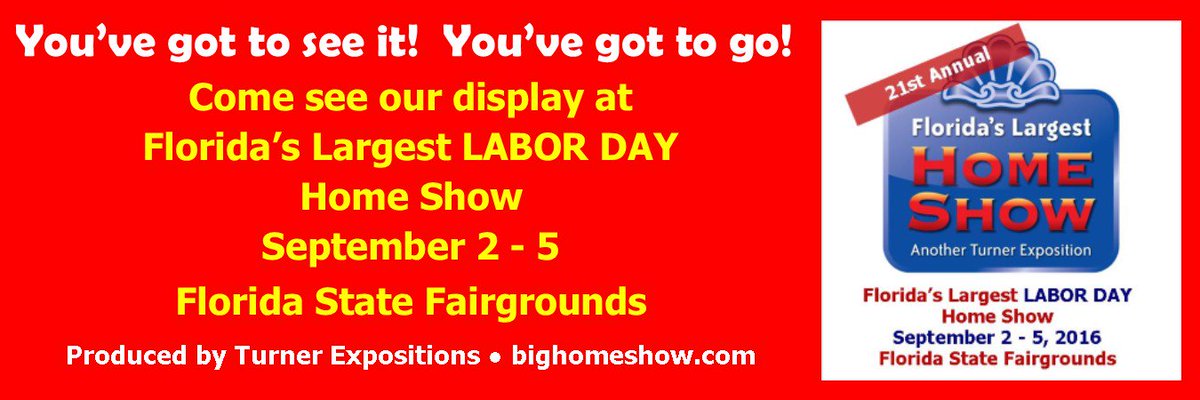 You've got to see it!  You've got to go!
Come see our display at
Florida's Largest LABOR DAY
Home Show
September 2 - 5
Florida State Fairgrounds
Produced by Turner Expositions • bighomeshow.com
21st Annual
Florida's Largest
HOME
SHOW
Another Turner Exposition
Florida's Largest LABOR DAY
Home Show
September 2 - 5, 2016
Florida State Fairgrounds